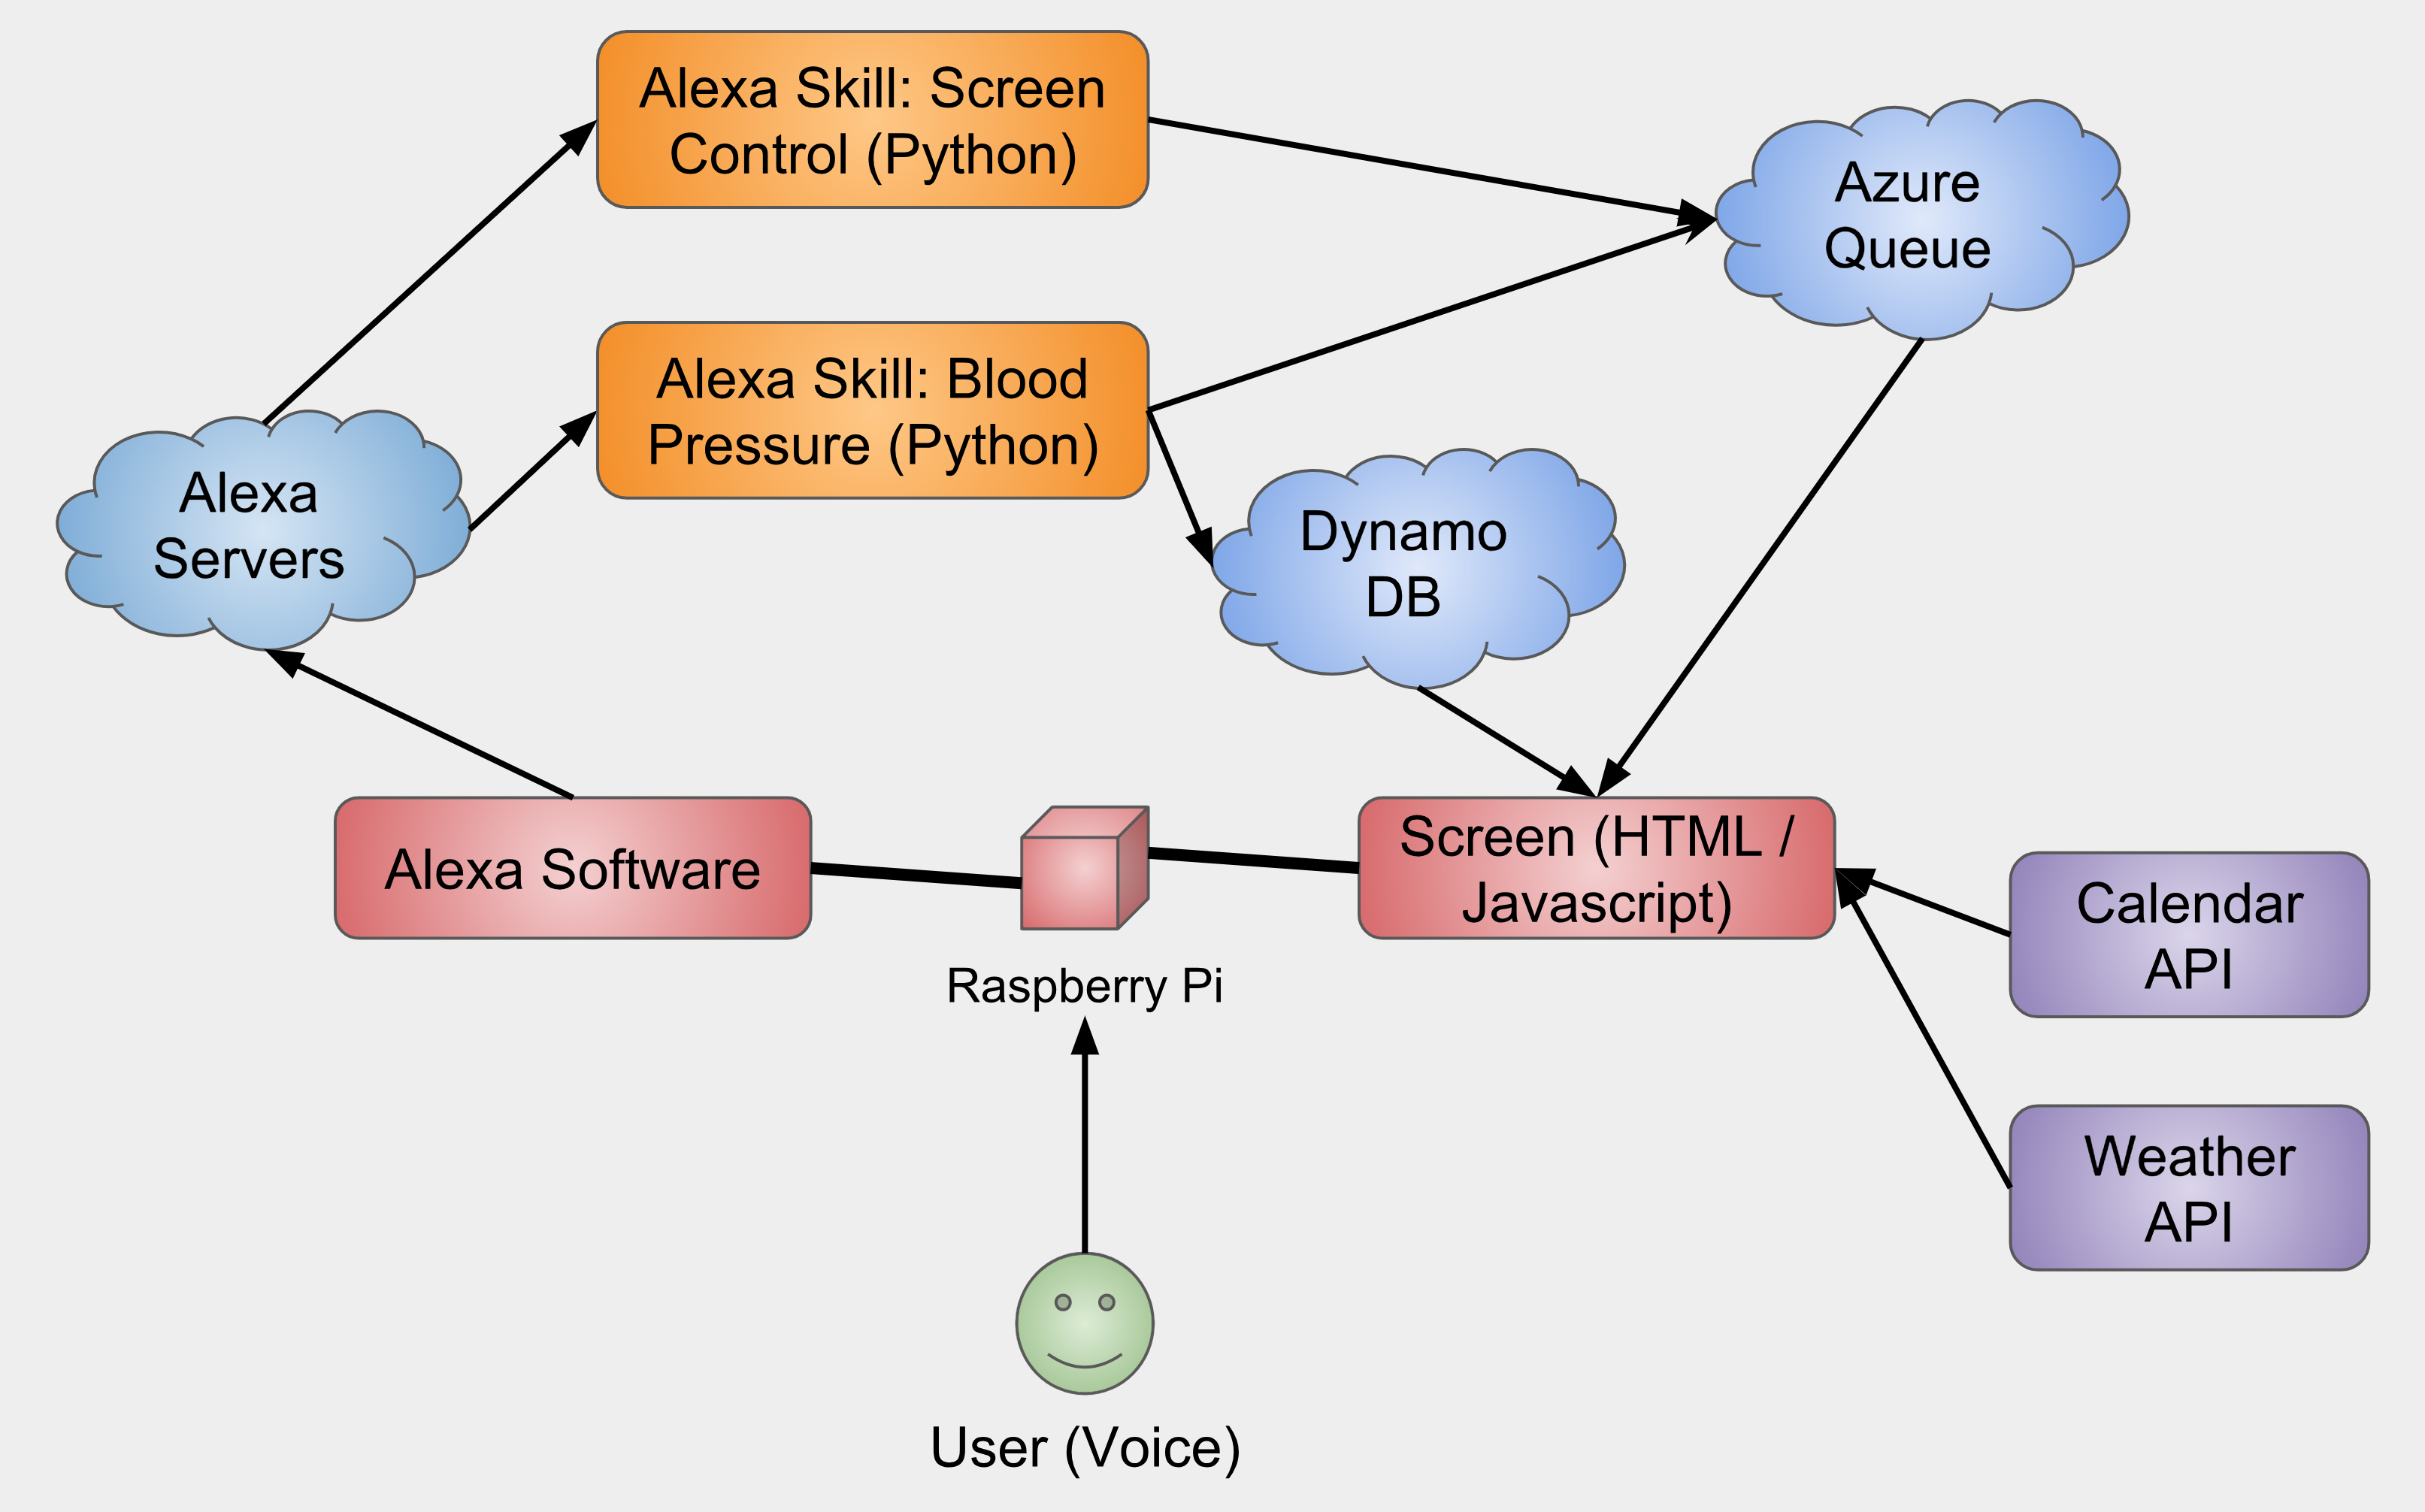 Alexa Skill: Screen
Control (Python)
Azure
Queue
Alexa Skill: Blood
Pressure (Python)
Alexa
Servers
Dynamo
DB
Alexa Software
Raspberry Pi
Screen (HTML /
Javascript)
Calendar
API
Weather
API
User (Voice)